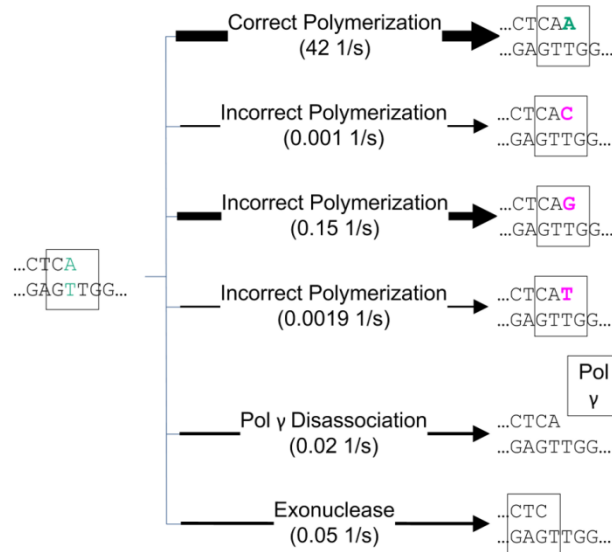 Correct Polymerization
(42 1/s)
...CTCAA
...GAGTTGG...
Incorrect Polymerization
(0.001 1/s)
...CTCAC
...GAGTTGG...
Incorrect Polymerization
(0.15 1/s)
...CTCAG
...GAGTTGG...
...CTCA
...GAGTTGG...
Incorrect Polymerization
(0.0019 1/s)
...CTCAT
...GAGTTGG...
Pol γ Disassociation
(0.02 1/s)
...CTCA
...GAGTTGG...
Pol
γ
Exonuclease
(0.05 1/s)
...CTC
...GAGTTGG...